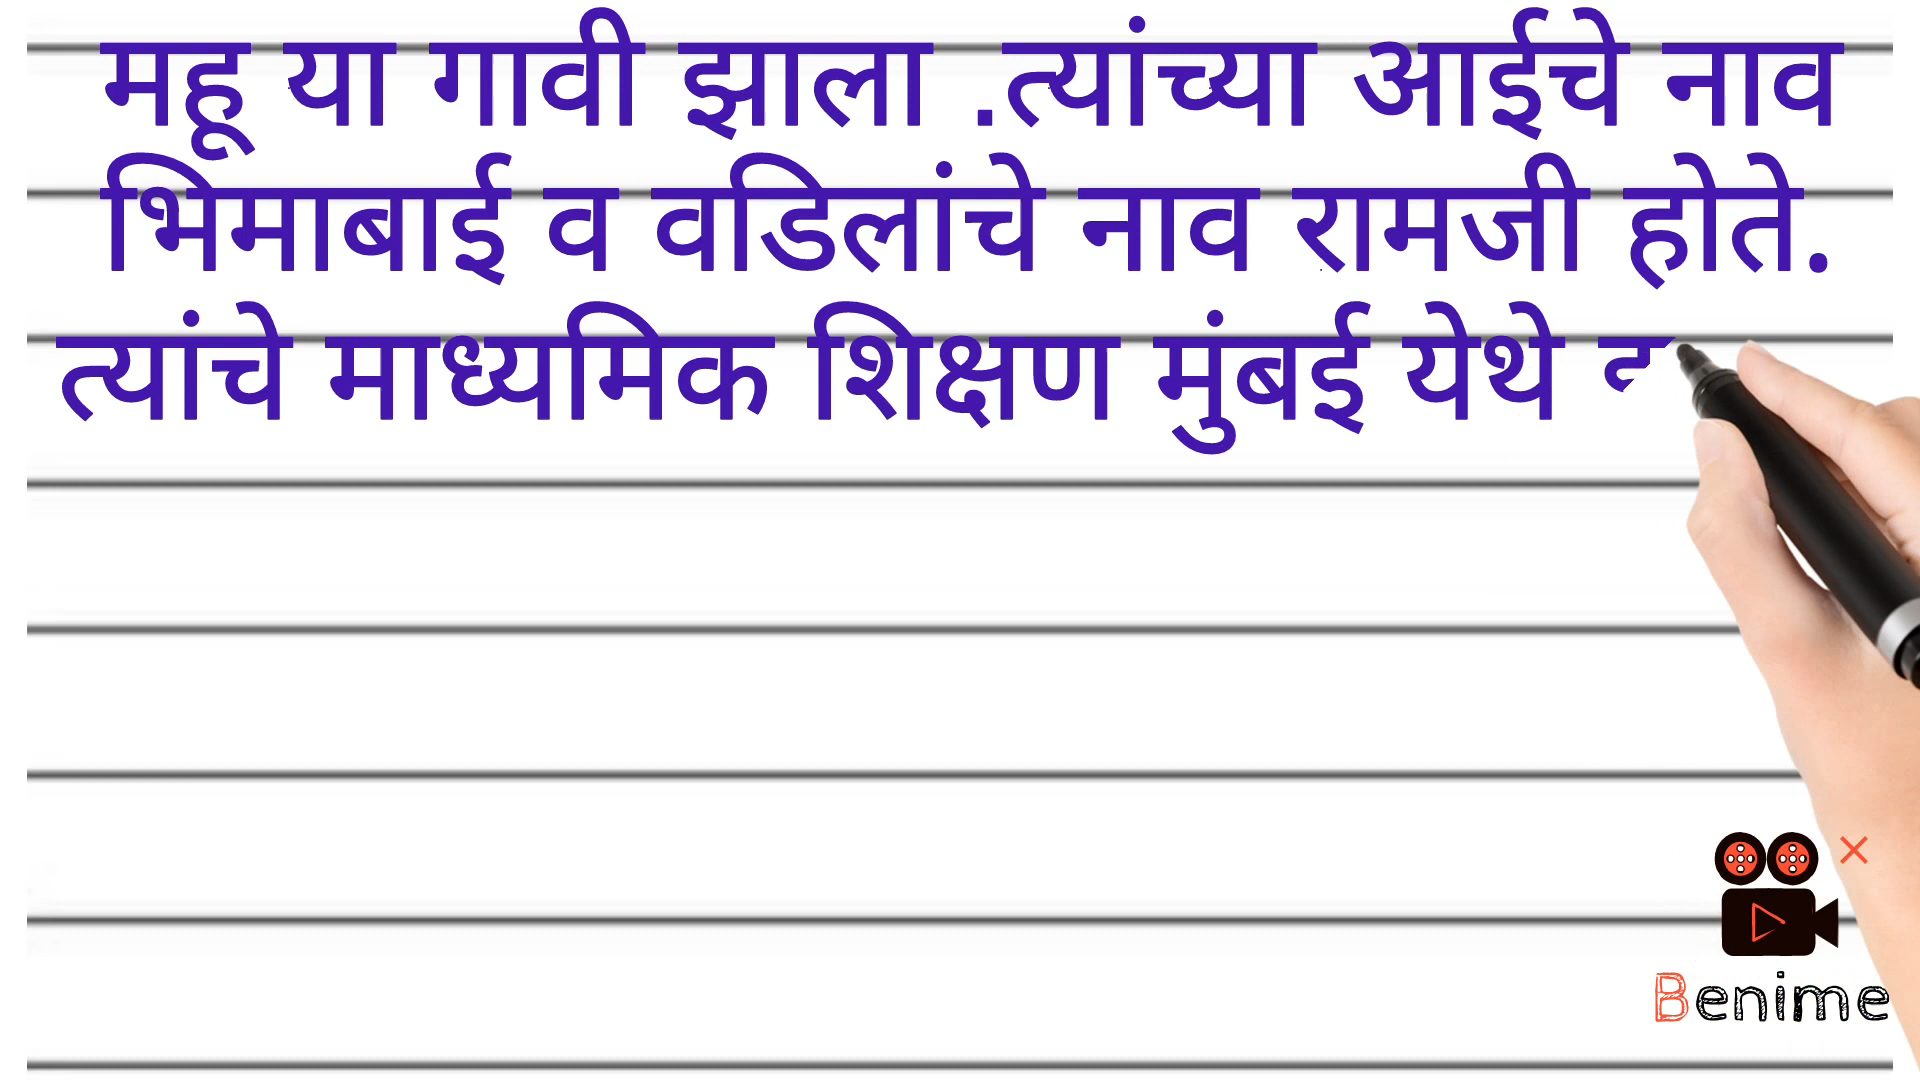 महू या गावी झाला .त्यांच्या आईचे नाव
भिमाबाई व वडिलांचे नाव रामजी होते.
त्यांचे माध्यमिक शिक्षण मुंबई येथे
Benime